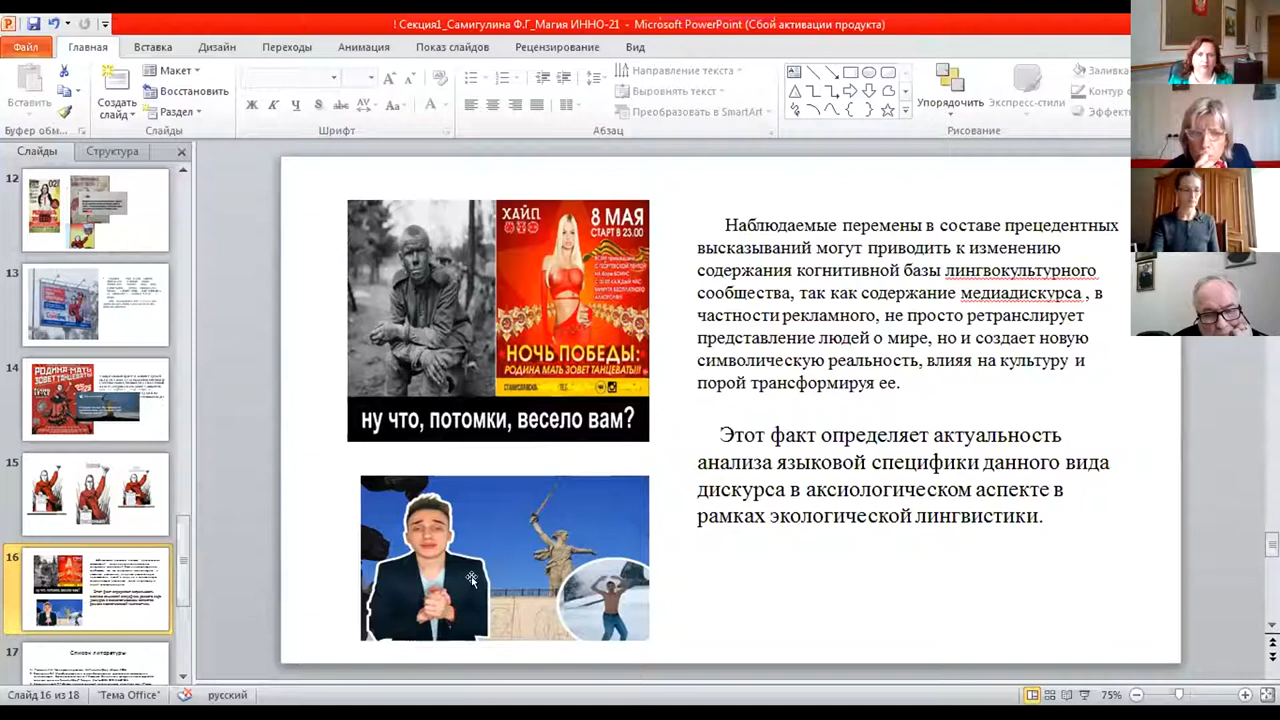 ! Секция1_Самигулина Ф.Г_Магия ИННО-21 - Microsoft PowerPoint (Сбой активации продукта)
Файл Главная Вставка Дизайн Переходы Анимация Показ слайдов Рецензирование Вид
Вставить
Буфер обм...
Создать слайд
Макет
Восстановить
Раздел
Слайды
Шрифт
Направление текста
Выровнять текст
Преобразовать в SmartArt
Абзац
Упорядочить
Экспресс-стили
Заливка
Контур
Эффекты
Рисование
Слайды Структура
12
13
14
РОДИНА МАТЬ
ЗОВЕТ ТАНЦЕВАТЬ!
15
16
17
Список литературы
ХАЙП
8 МАЯ
СТАРТ В 23.00
НОЧЬ ПОБЕДЫ:
РОДИНА МАТЬ ЗОВЕТ ТАНЦЕВАТЬ!!!
ну что, потомки, весело вам?
Наблюдаемые перемены в составе прецедентных
высказываний могут приводить к изменению
содержания когнитивной базы лингвокультурного
сообщества, так как содержание медиадискурса , в
частности рекламного, не просто ретранслирует
представление людей о мире, но и создает новую
символическую реальность, влияя на культуру и
порой трансформируя ее.
Этот факт определяет актуальность
анализа языковой специфики данного вида
дискурса в аксиологическом аспекте в
рамках экологической лингвистики.
Слайд 16 из 18 "Тема Office" русский 75%